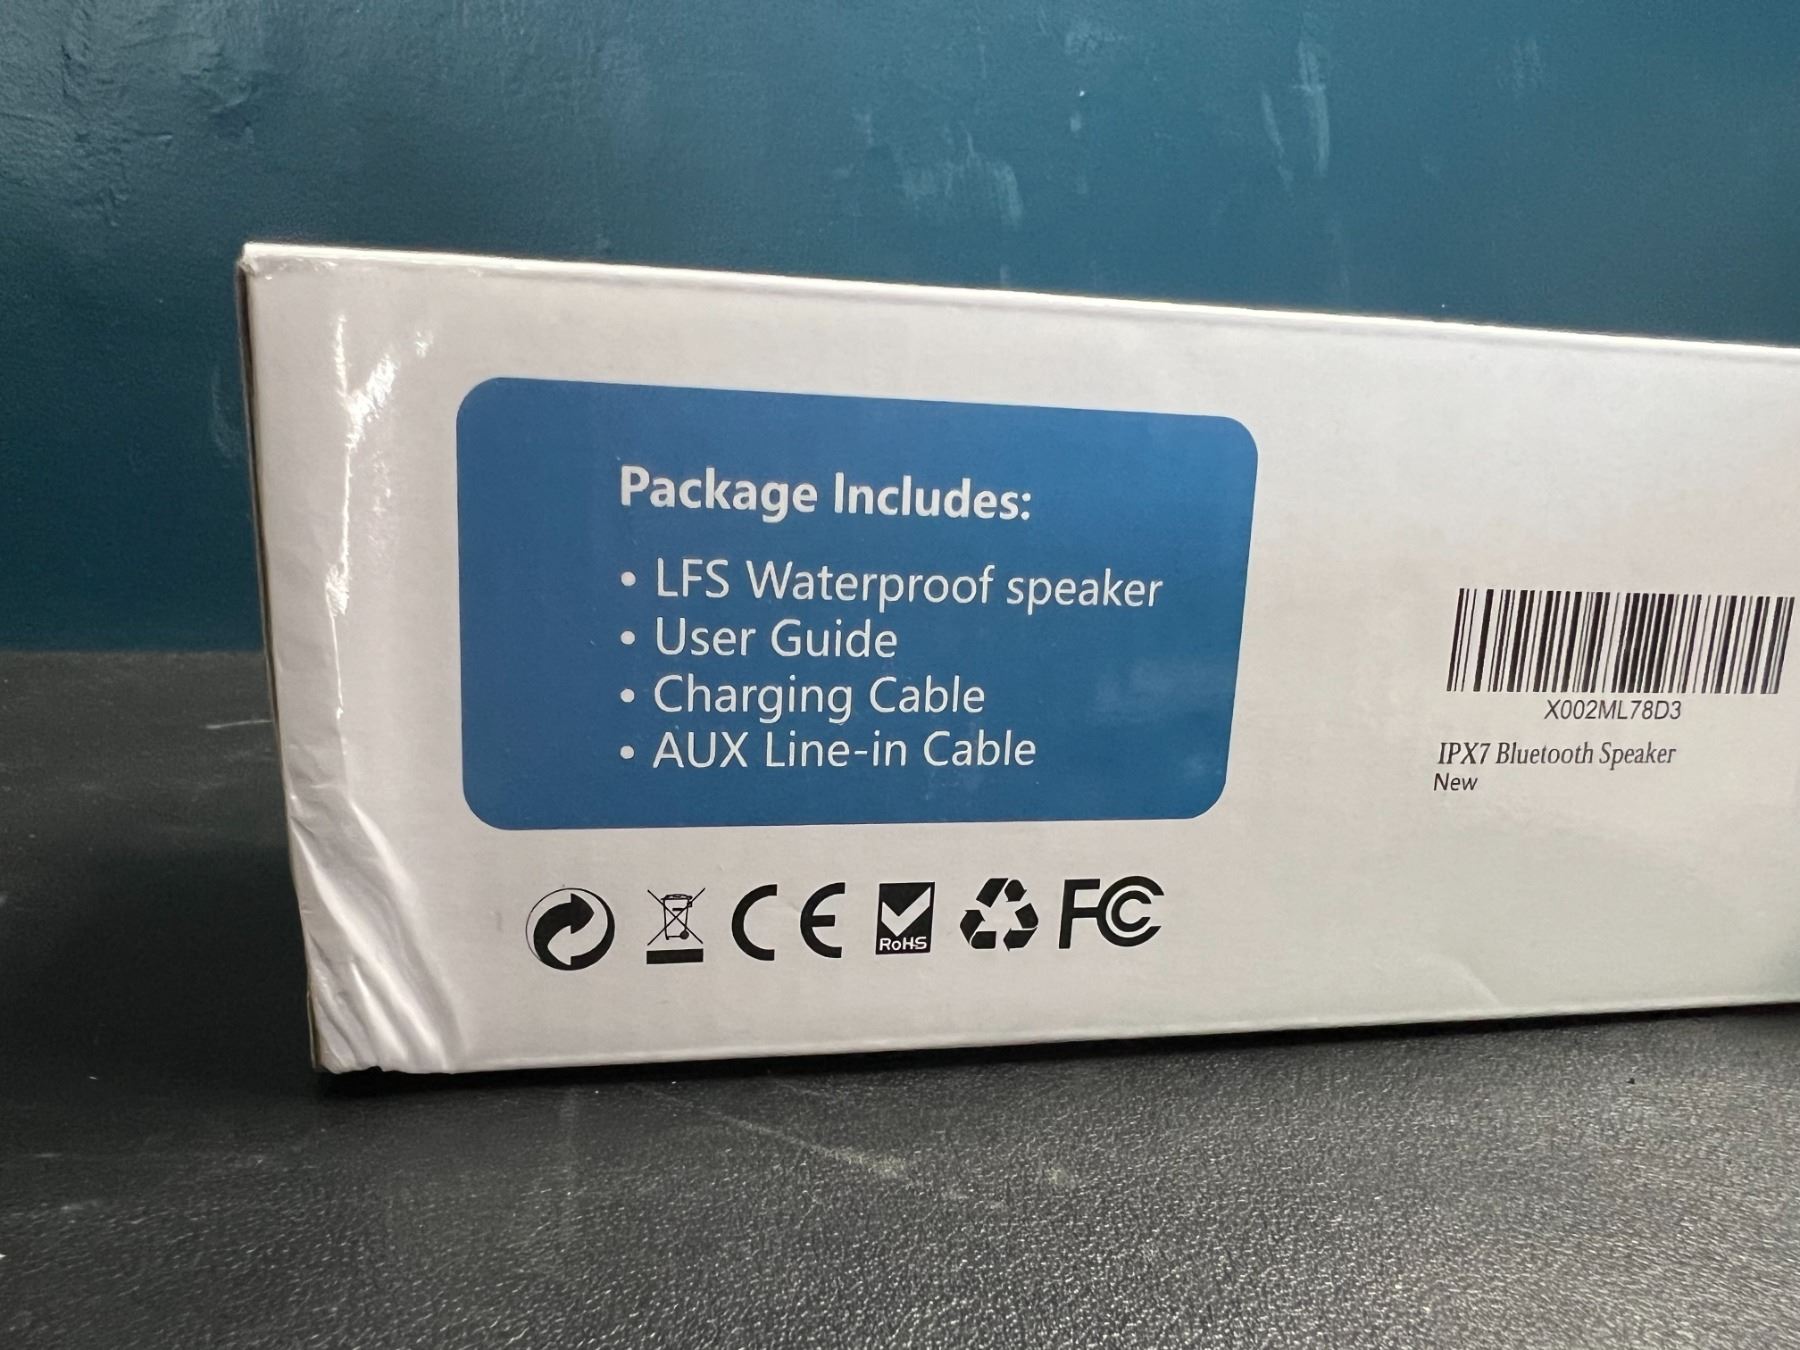 Package Includes:
• LFS Waterproof speaker
• User Guide
• Charging Cable
• AUX Line-in Cable
CE
RoHS
FC
X002ML78D3
IPX7 Bluetooth Speaker
New